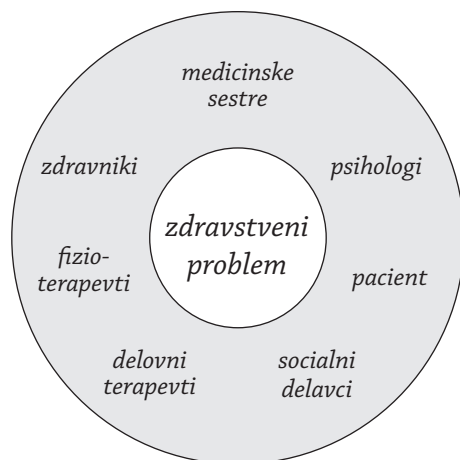 medicinske
sestre
zdravniki
psihologi
zdravstveni
problem
fizio-
terapevti
pacient
delovni
terapevti
socialni
delavci